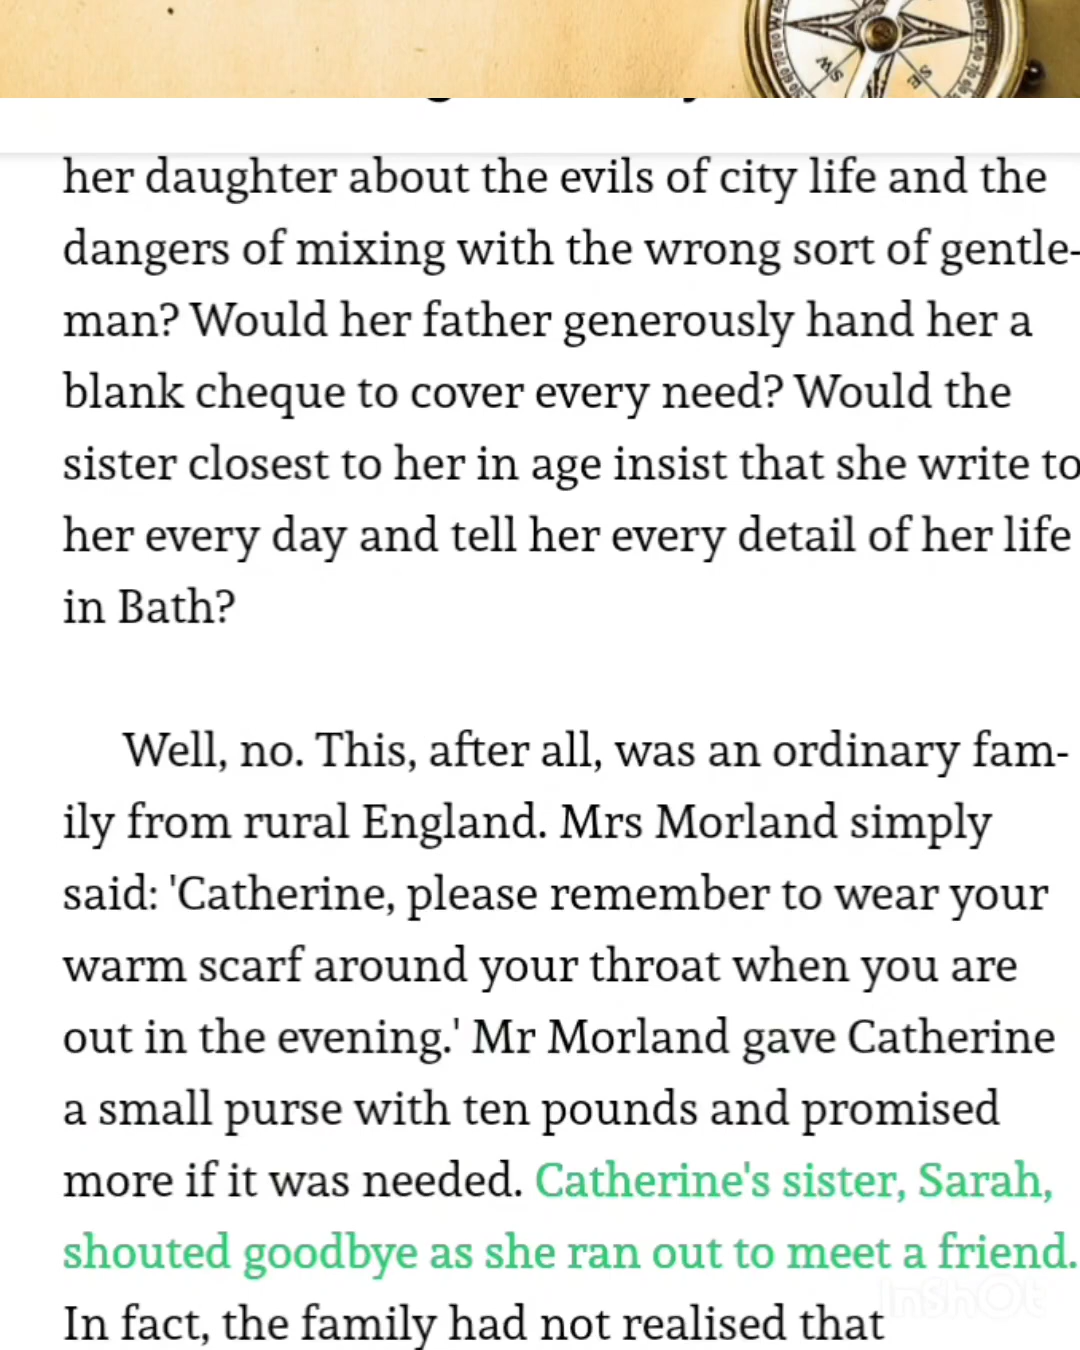 SW
SE
her daughter about the evils of city life and the
dangers of mixing with the wrong sort of gentle-
man? Would her father generously hand her a
blank cheque to cover every need? Would the
sister closest to her in age insist that she write to
her every day and tell her every detail of her life
in Bath?
Well, no. This, after all, was an ordinary fam-
ily from rural England. Mrs Morland simply
said: 'Catherine, please remember to wear your
warm scarf around your throat when you are
out in the evening.' Mr Morland gave Catherine
a small purse with ten pounds and promised
more if it was needed. Catherine's sister, Sarah,
shouted goodbye as she ran out to meet a friend.
InShOt
In fact, the family had not realised that